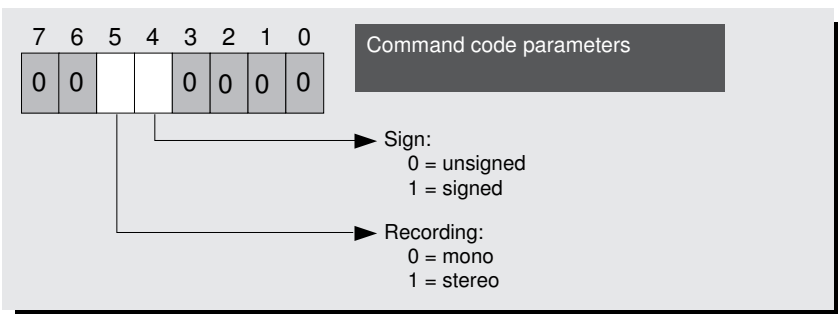 7 6 5 4 3 2 1 0
Command code parameters
0 0 0 0 0 0
Sign:
0 = unsigned
1 = signed
Recording:
0 = mono
1 = stereo